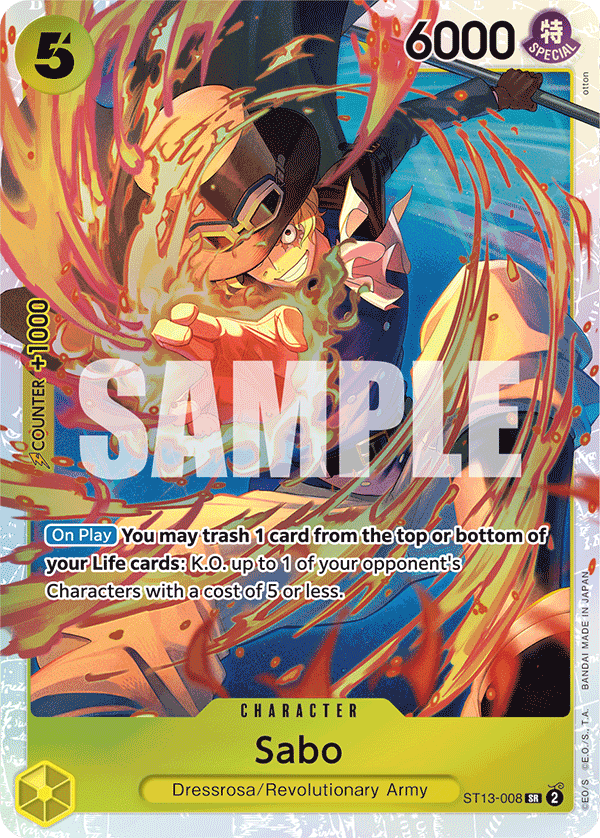 5
6000
特
SPECIAL
otton
COUNTER +1000
SAMPLE
On Play You may trash 1 card from the top or bottom of
your Life cards: K.O. up to 1 of your opponent's
Characters with a cost of 5 or less.
CHARACTER
Sabo
Dressrosa/Revolutionary Army
ST13-008 SR 2
©E.O/S ©E.O./S., T.A. BANDAI MADE IN JAPAN